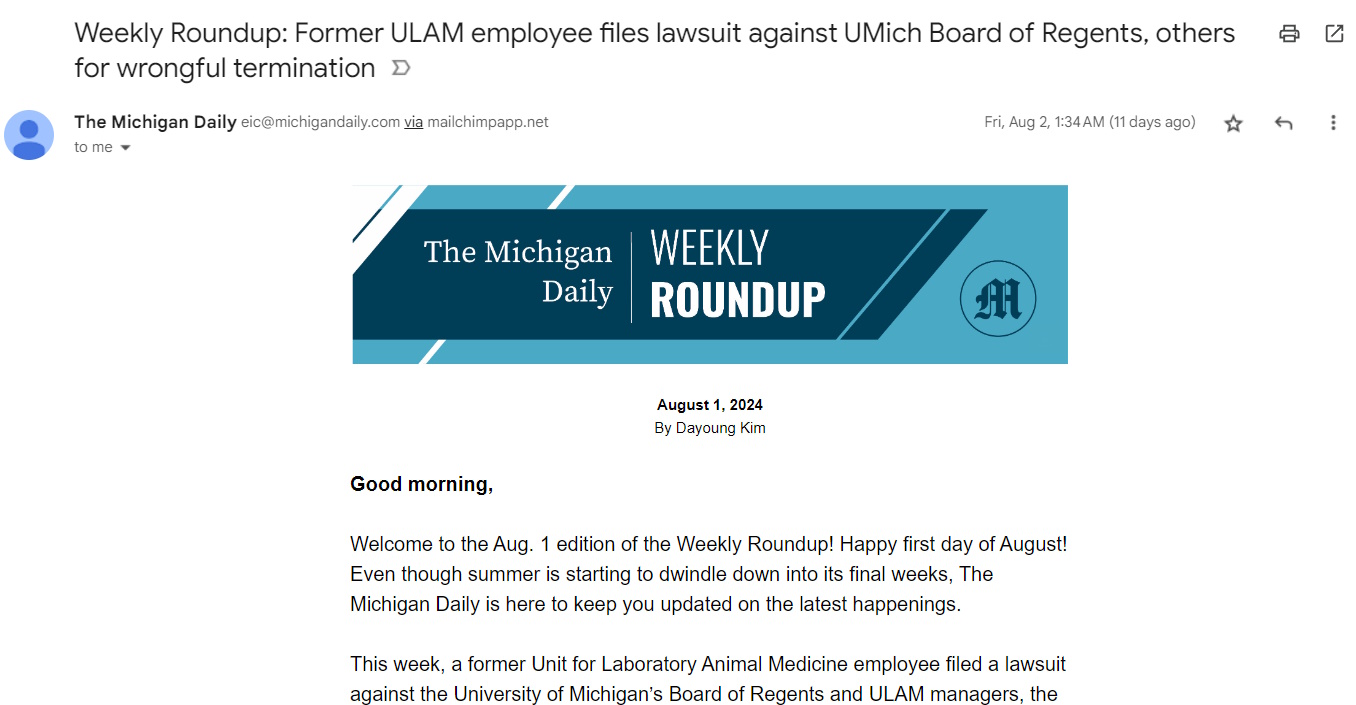 Weekly Roundup: Former ULAM employee files lawsuit against UMich Board of Regents, others
for wrongful termination
The Michigan Daily eic@michigandaily.com via mailchimpapp.net
Fri, Aug 2, 1:34 AM (11 days ago)
to me
The Michigan
Daily
WEEKLY
ROUNDUP
M
August 1, 2024
By Dayoung Kim
Good morning,
Welcome to the Aug. 1 edition of the Weekly Roundup! Happy first day of August!
Even though summer is starting to dwindle down into its final weeks, The
Michigan Daily is here to keep you updated on the latest happenings.
This week, a former Unit for Laboratory Animal Medicine employee filed a lawsuit
against the University of Michigan’s Board of Regents and ULAM managers, the